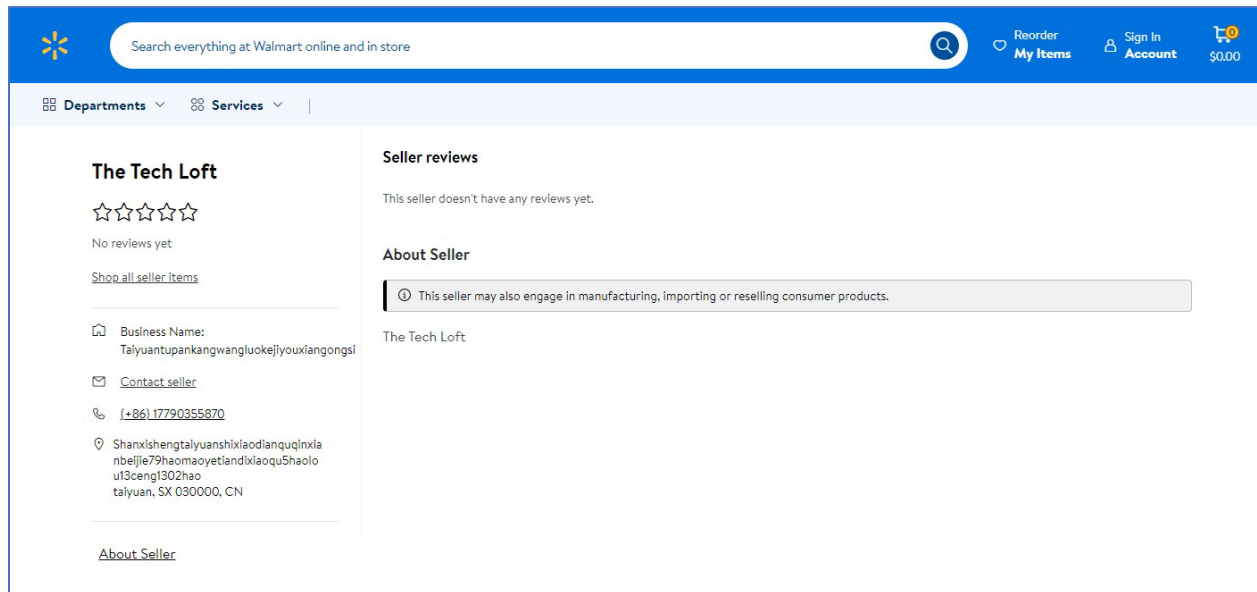 Search everything at Walmart online and in store
Reorder
My Items
Sign In
Account
0
$0.00
Departments
Services
The Tech Loft
No reviews yet
Shop all seller items
Business Name:
Taiyuantupankangwangluokejiyouxiangongsi
Contact seller
(+86) 17790355870
Shanxishengtaiyuanshixiaodianquqinxia
nbeijie79haomaoyetiandixiaoqu5haolo
u13ceng1302hao
taiyuan, SX 030000, CN
About Seller
Seller reviews
This seller doesn't have any reviews yet.
About Seller
This seller may also engage in manufacturing, importing or reselling consumer products.
The Tech Loft